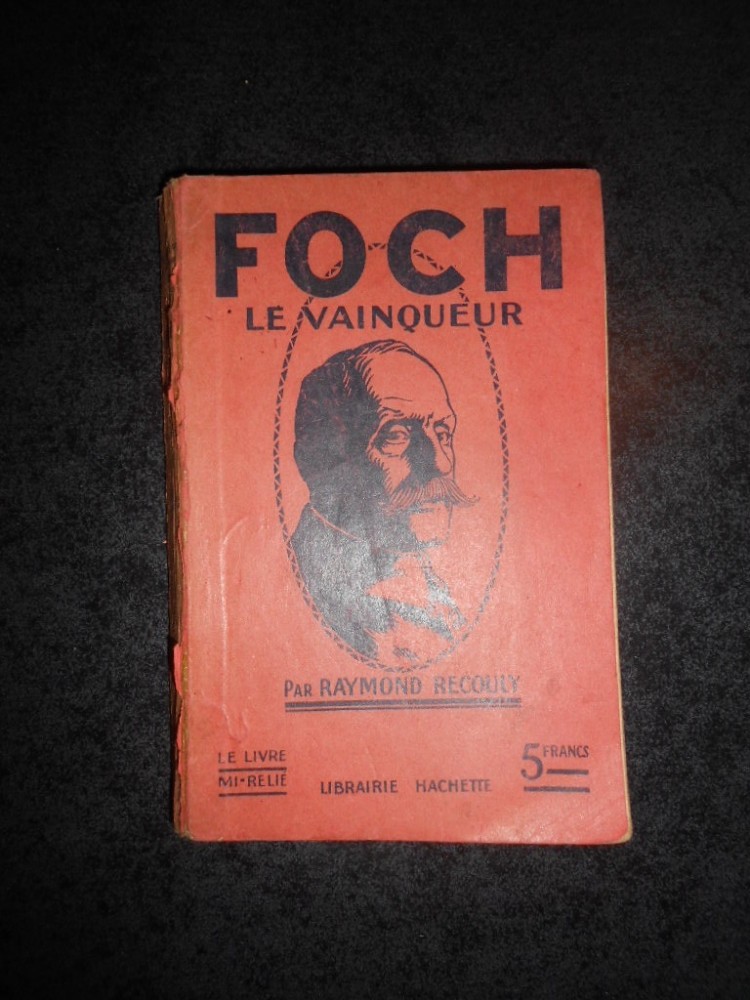 FOCH
LE VAINQUEUR
PAR RAYMOND RECOULY
LE LIVRE
MI-RELIÉ
LIBRAIRIE HACHETTE
5 FRANCS